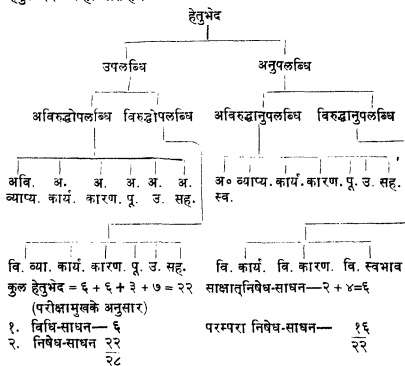 हेतुभेद
उपलब्धि अनुपलब्धि
अविरुद्धोपलब्धि विरुद्धोपलब्धि अविरुद्धानुपलब्धि विरुद्धानुपलब्धि
अवि. अ. अ. अ. अ. अ. अ० व्याप्य. कार्य. कारण. पू. उ. सह.
व्याप्य. कार्य. कारण. पू. उ. सह. स्व.
वि. व्या. कार्य. कारण. पू. उ. सह. वि. कार्य. वि. कारण. वि. स्वभाव
कुल हेतुभेद = ६ + ६ + ३ + ७ = २२ साक्षात्निषेध-साधन—२ + ४=६
(परीक्षामुखके अनुसार)
१. विधि-साधन— ६ परम्परा निषेध-साधन— १६
२. निषेध-साधन २२ २२
२८